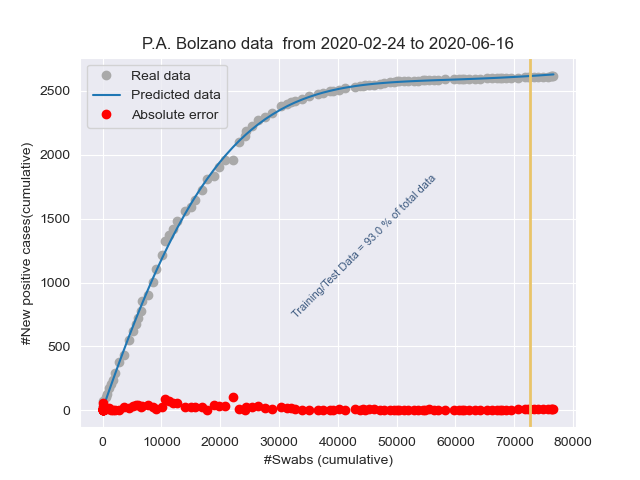 P.A. Bolzano data  from 2020-02-24 to 2020-06-16
Real data
Predicted data
Absolute error
#New positive cases(cumulative)
2500
2000
1500
1000
500
0
Training/Test Data = 93.0 % of total data
0 10000 20000 30000 40000 50000 60000 70000 80000
#Swabs (cumulative)